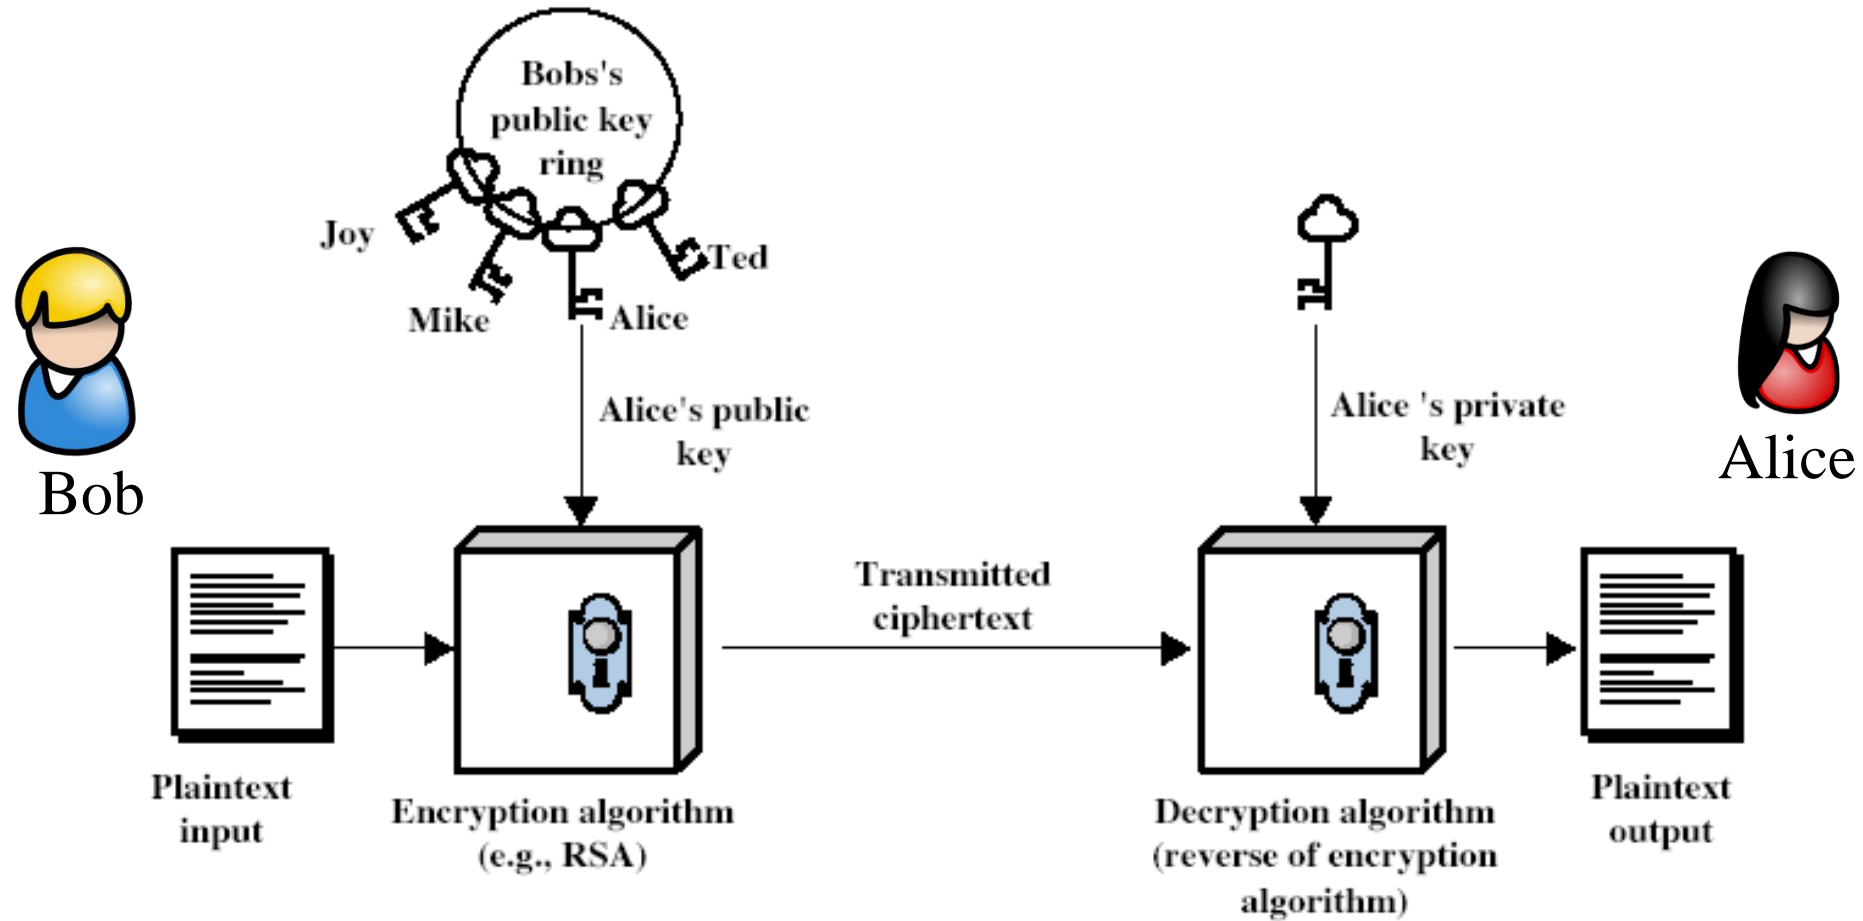 Bobs's
public key
ring
Joy
Ted
Mike
Alice
Alice's public
key
Alice 's private
key
Bob
Alice
Transmitted
ciphertext
Plaintext
input
Encryption algorithm
(e.g., RSA)
Decryption algorithm
(reverse of encryption
algorithm)
Plaintext
output